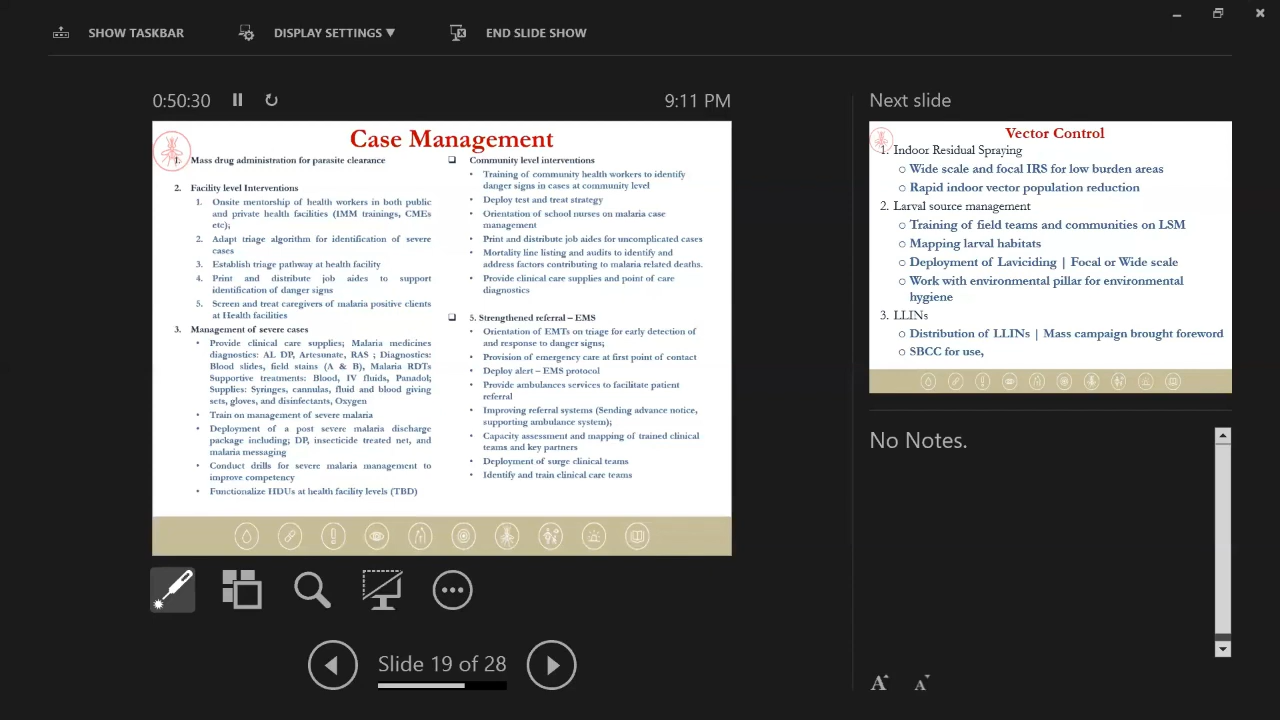 SHOW TASKBAR
DISPLAY SETTINGS ▼
END SLIDE SHOW
0:50:30
9:11 PM
Case Management
1. Mass drug administration for parasite clearance
2. Facility level Interventions
1. Onsite mentorship of health workers in both public
and private health facilities (IMM trainings, CMEs
etc);
2. Adapt triage algorithm for identification of severe
cases
3. Establish triage pathway at health facility
4. Print and distribute job aides to support
identification of danger signs
5. Screen and treat caregivers of malaria positive clients
at Health facilities
3. Management of severe cases
• Provide clinical care supplies; Malaria medicines
diagnostics: AL DP, Artesunate, RAS ; Diagnostics:
Blood slides, field stains (A & B), Malaria RDTs
Supportive treatments: Blood, IV fluids, Panadol;
Supplies: Syringes, cannulas, fluid and blood giving
sets, gloves, and disinfectants, Oxygen
• Train on management of severe malaria
• Deployment of a post severe malaria discharge
package including; DP, insecticide treated net, and
malaria messaging
• Conduct drills for severe malaria management to
improve competency
• Functionalize HDUs at health facility levels (TBD)
❑ Community level interventions
• Training of community health workers to identify
danger signs in cases at community level
• Deploy test and treat strategy
• Orientation of school nurses on malaria case
management
• Print and distribute job aides for uncomplicated cases
• Mortality line listing and audits to identify and
address factors contributing to malaria related deaths.
• Provide clinical care supplies and point of care
diagnostics
❑ 5. Strengthened referral – EMS
• Orientation of EMTs on triage for early detection of
and response to danger signs;
• Provision of emergency care at first point of contact
• Deploy alert – EMS protocol
• Provide ambulances services to facilitate patient
referral
• Improving referral systems (Sending advance notice,
supporting ambulance system);
• Capacity assessment and mapping of trained clinical
teams and key partners
• Deployment of surge clinical teams
• Identify and train clinical care teams
Slide 19 of 28
Next slide
Vector Control
1. Indoor Residual Spraying
○ Wide scale and focal IRS for low burden areas
○ Rapid indoor vector population reduction
2. Larval source management
○ Training of field teams and communities on LSM
○ Mapping larval habitats
○ Deployment of Laviciding | Focal or Wide scale
○ Work with environmental pillar for environmental
hygiene
3. LLINs
○ Distribution of LLINs | Mass campaign brought foreword
○ SBCC for use,
No Notes.
A A